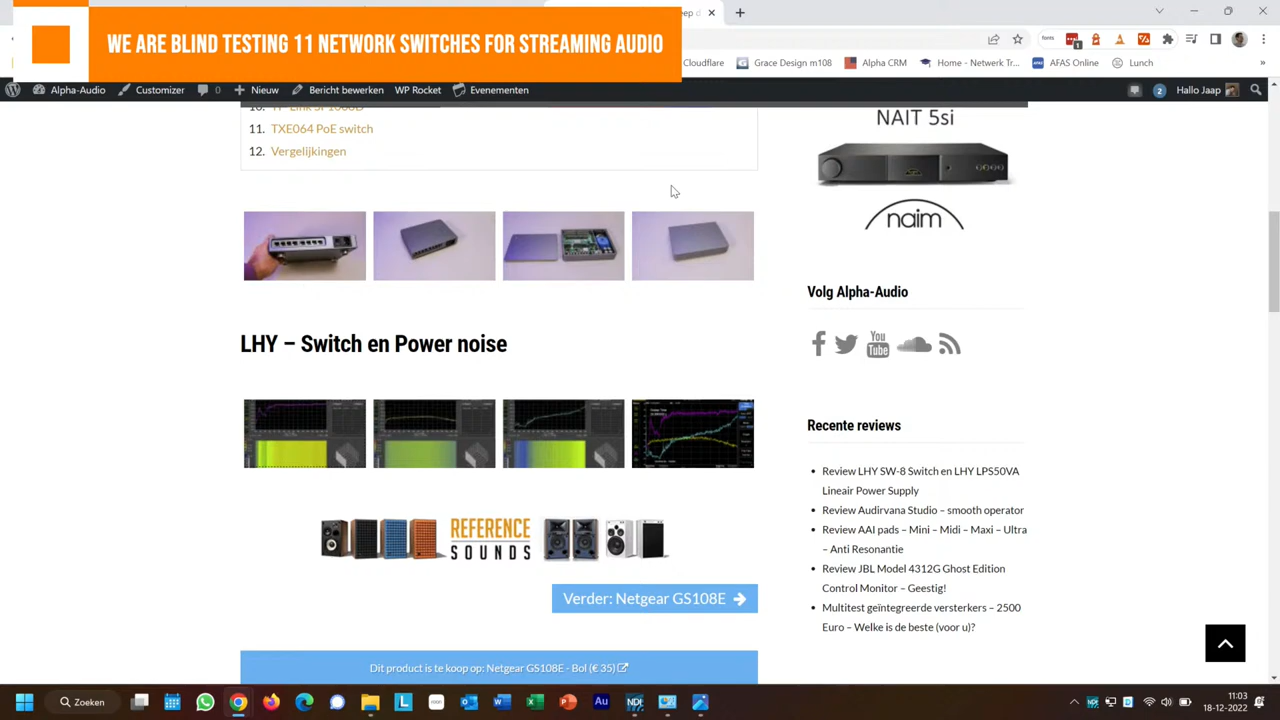 WE ARE BLIND TESTING 11 NETWORK SWITCHES FOR STREAMING AUDIO
fonts
1
Cloudflare
Grace Design m108
Alpha CRM
Home - Netwerk Tr...
AFAS Online
Lunch
»
Alpha-Audio
Customizer
0
Nieuw
Bericht bewerken
WP Rocket
Evenementen
2
Hallo Jaap
11. TXE064 PoE switch
12. Vergelijkingen
NAIT 5si
naim
Volg Alpha-Audio
You
Tube
LHY – Switch en Power noise
Recente reviews
Review LHY SW-8 Switch en LHY LPS50VA
Lineair Power Supply
Review Audirvana Studio – smooth operator
Review AAI pads – Mini – Midi – Maxi – Ultra
– Anti Resonantie
Review JBL Model 4312G Ghost Edition
Control Monitor – Geestig!
Multitest geïntegreerde versterkers – 2500
Euro – Welke is de beste (voor u)?
REFERENCE
SOUNDS
Verder: Netgear GS108E
Dit product is te koop op: Netgear GS108E - Bol (€ 35)
Zoeken
11:03
18-12-2022